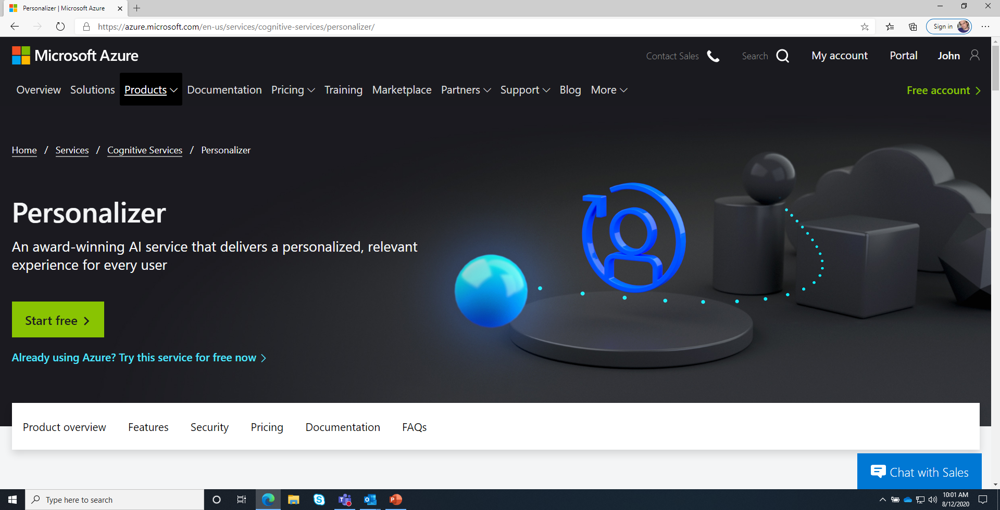 Personalizer | Microsoft Azure
https://azure.microsoft.com/en-us/services/cognitive-services/personalizer/
Sign in
Microsoft Azure
Contact Sales
Search
My account
Portal
John
Overview
Solutions
Products
Documentation
Pricing
Training
Marketplace
Partners
Support
Blog
More
Free account
Home / Services / Cognitive Services / Personalizer
Personalizer
An award-winning AI service that delivers a personalized, relevant
experience for every user
Start free
Already using Azure? Try this service for free now
Product overview
Features
Security
Pricing
Documentation
FAQs
Chat with Sales
Type here to search
10:01 AM
8/12/2020